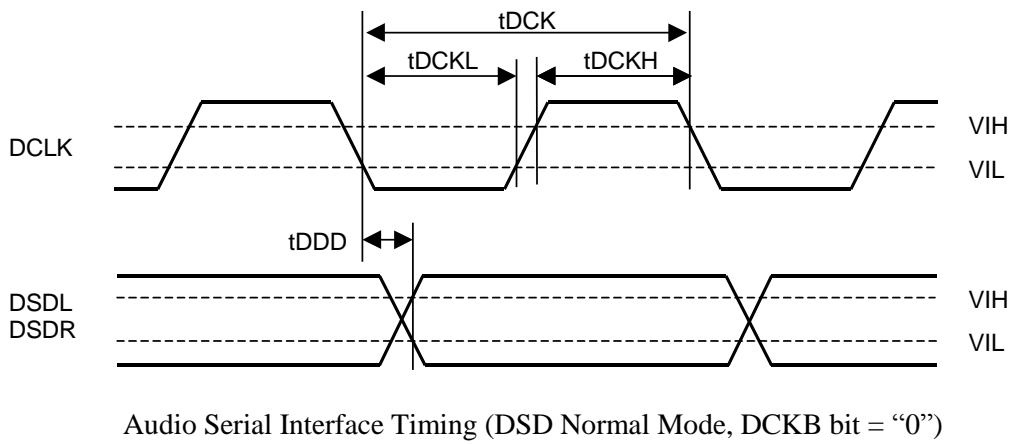 tDCK
tDCKL
tDCKH
DCLK
VIH
VIL
tDDD
DSDL
DSDR
VIH
VIL
Audio Serial Interface Timing (DSD Normal Mode, DCKB bit = “0”)